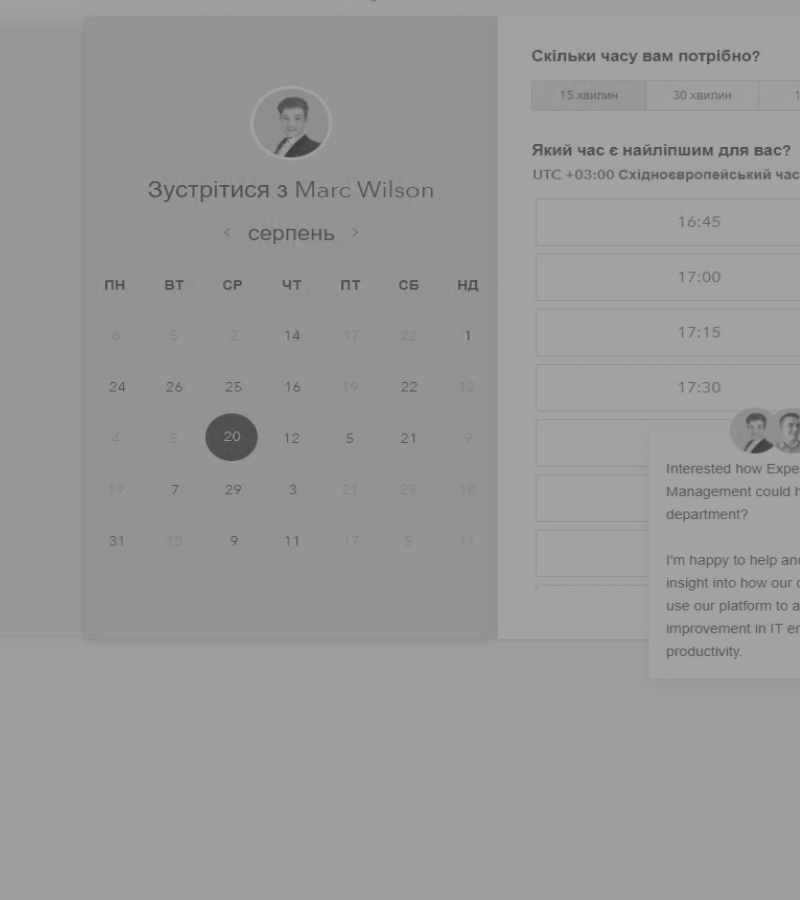 Зустрітися з Marc Wilson
‹ серпень ›
ПН ВТ СР ЧТ ПТ СБ НД
6 5 2 14 17 22 1
24 26 25 16 19 22 12
4 5 20 12 5 21 9
19 7 29 3 21 29 18
31 13 9 11 17 5 11
Скільки часу вам потрібно?
15 хвилин 30 хвилин 1
Який час є найліпшим для вас?
UTC +03:00 Східноєвропейський час
16:45
17:00
17:15
17:30
Interested how Expe
Management could h
department?
I'm happy to help and
insight into how our c
use our platform to a
improvement in IT en
productivity.